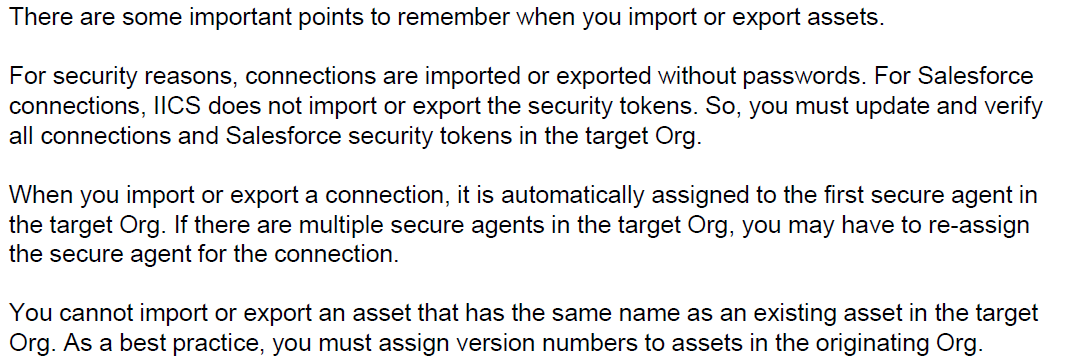 There are some important points to remember when you import or export assets.
For security reasons, connections are imported or exported without passwords. For Salesforce
connections, IICS does not import or export the security tokens. So, you must update and verify
all connections and Salesforce security tokens in the target Org.
When you import or export a connection, it is automatically assigned to the first secure agent in
the target Org. If there are multiple secure agents in the target Org, you may have to re-assign
the secure agent for the connection.
You cannot import or export an asset that has the same name as an existing asset in the target
Org. As a best practice, you must assign version numbers to assets in the originating Org.